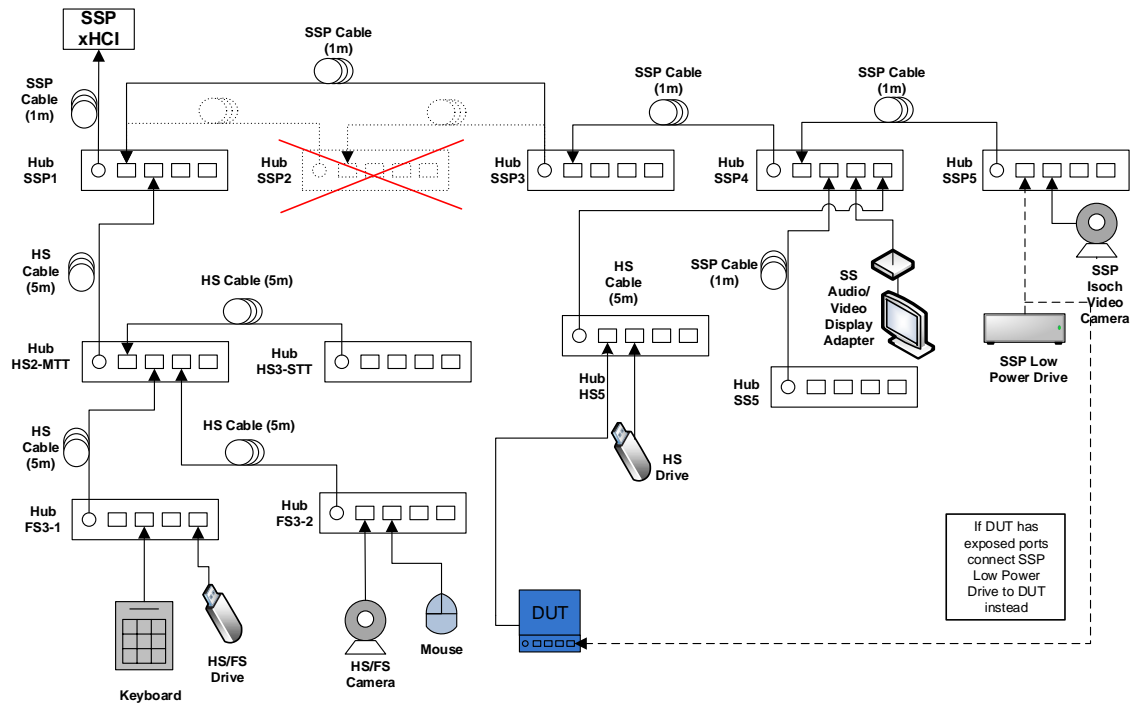 SSP
xHCI
SSP Cable
(1m)
SSP
Cable
(1m)
SSP Cable
(1m)
SSP Cable
(1m)
Hub
SSP1
Hub
SSP2
Hub
SSP3
Hub
SSP4
Hub
SSP5
HS
Cable
(5m)
HS Cable (5m)
HS
Cable
(5m)
SSP Cable
(1m)
SS
Audio/
Video
Display
Adapter
SSP
Isoch
Video
Camera
SSP Low
Power Drive
Hub
HS2-MTT
Hub
HS3-STT
Hub
HS5
Hub
SS5
HS
Cable
(5m)
HS Cable (5m)
HS
Drive
Hub
FS3-1
Hub
FS3-2
If DUT has
exposed ports
connect SSP
Low Power
Drive to DUT
instead
DUT
Keyboard
HS/FS
Drive
HS/FS
Camera
Mouse